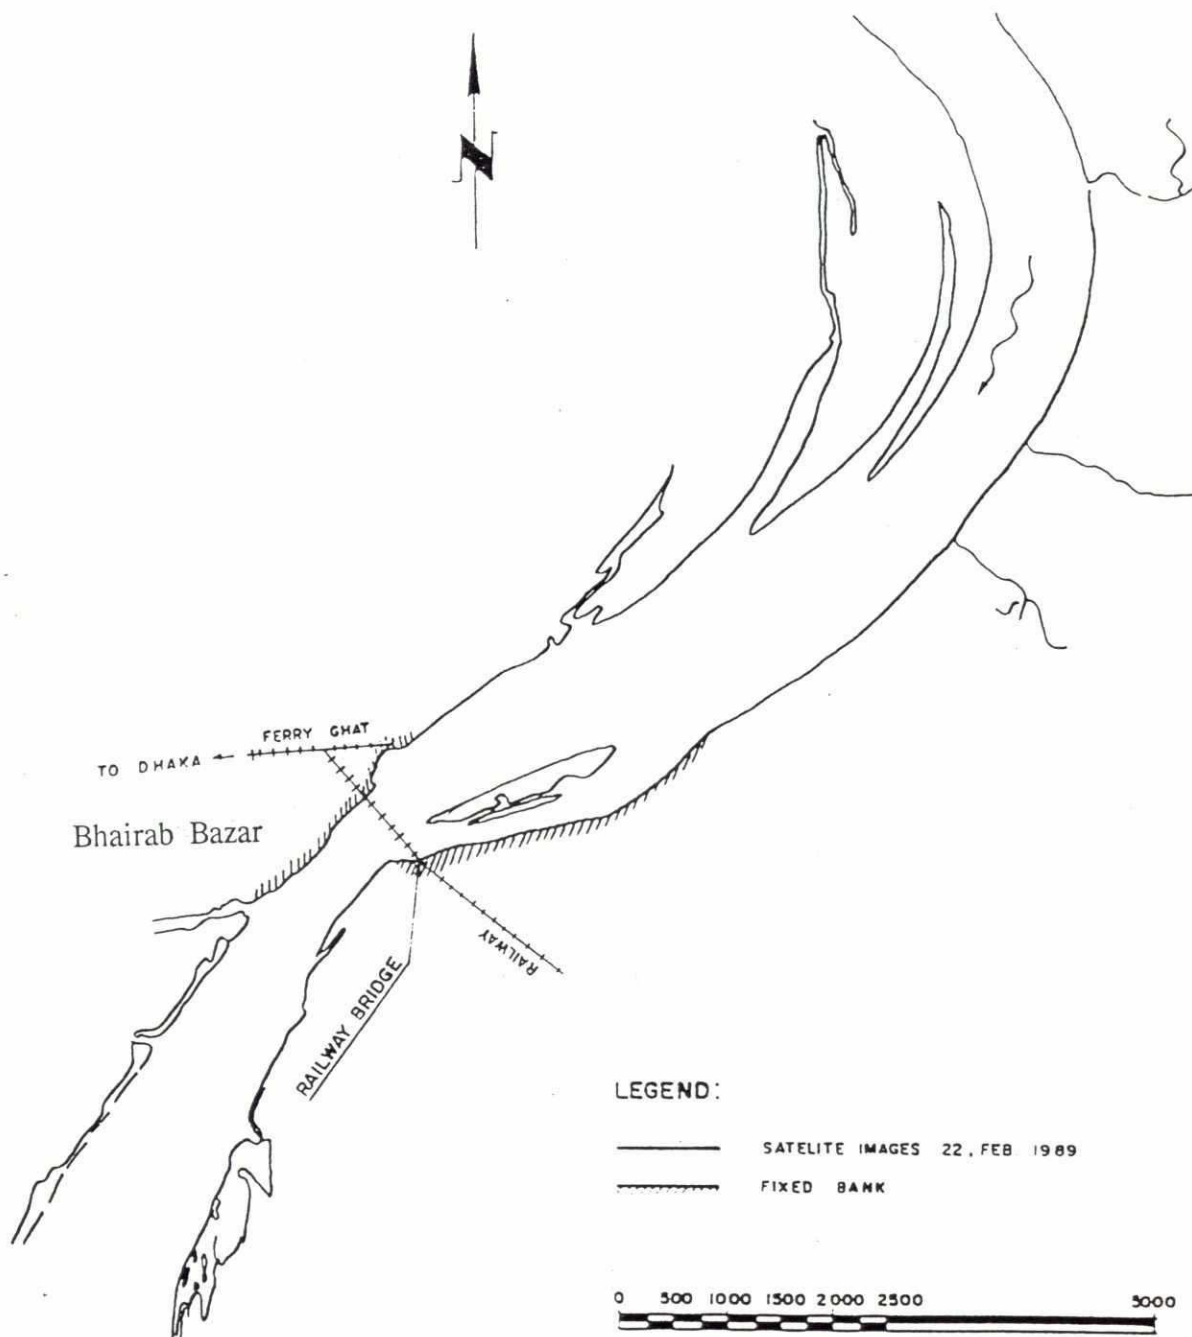 N
FERRY GHAT
TO DHAKA
Bhairab Bazar
RAILWAY
RAILWAY BRIDGE
LEGEND:
SATELITE IMAGES 22, FEB 1989
FIXED BANK
0 500 1000 1500 2000 2500 5000